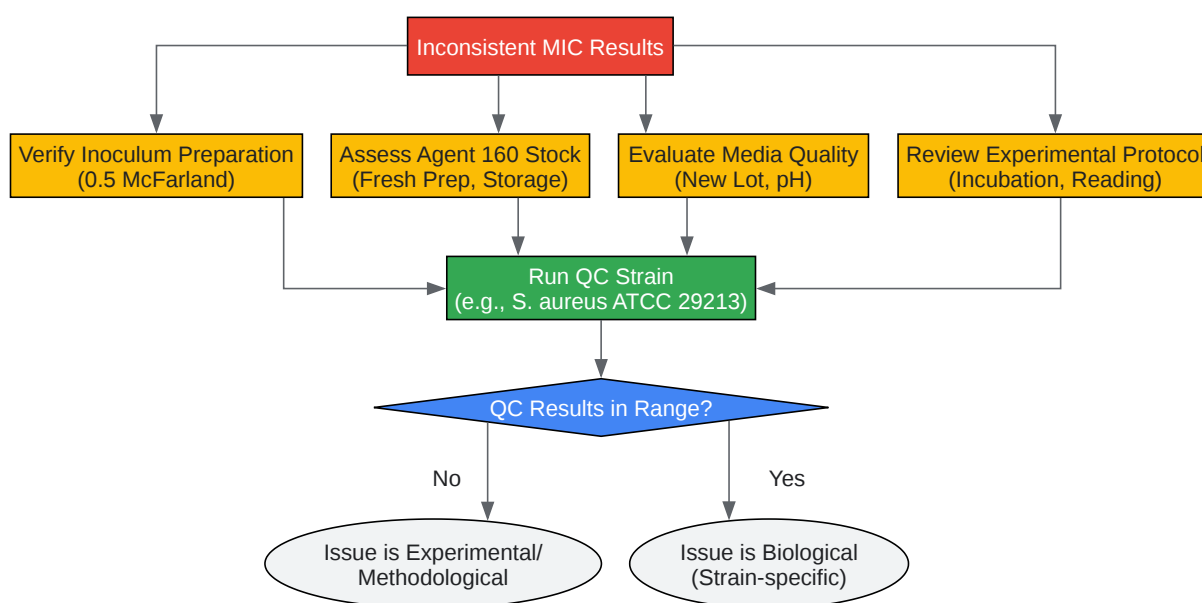 Inconsistent MIC Results
Verify Inoculum Preparation
(0.5 McFarland)
Assess Agent 160 Stock
(Fresh Prep, Storage)
Evaluate Media Quality
(New Lot, pH)
Review Experimental Protocol
(Incubation, Reading)
Run QC Strain
(e.g., S. aureus ATCC 29213)
QC Results in Range?
No
Yes
Issue is Experimental/
Methodological
Issue is Biological
(Strain-specific)